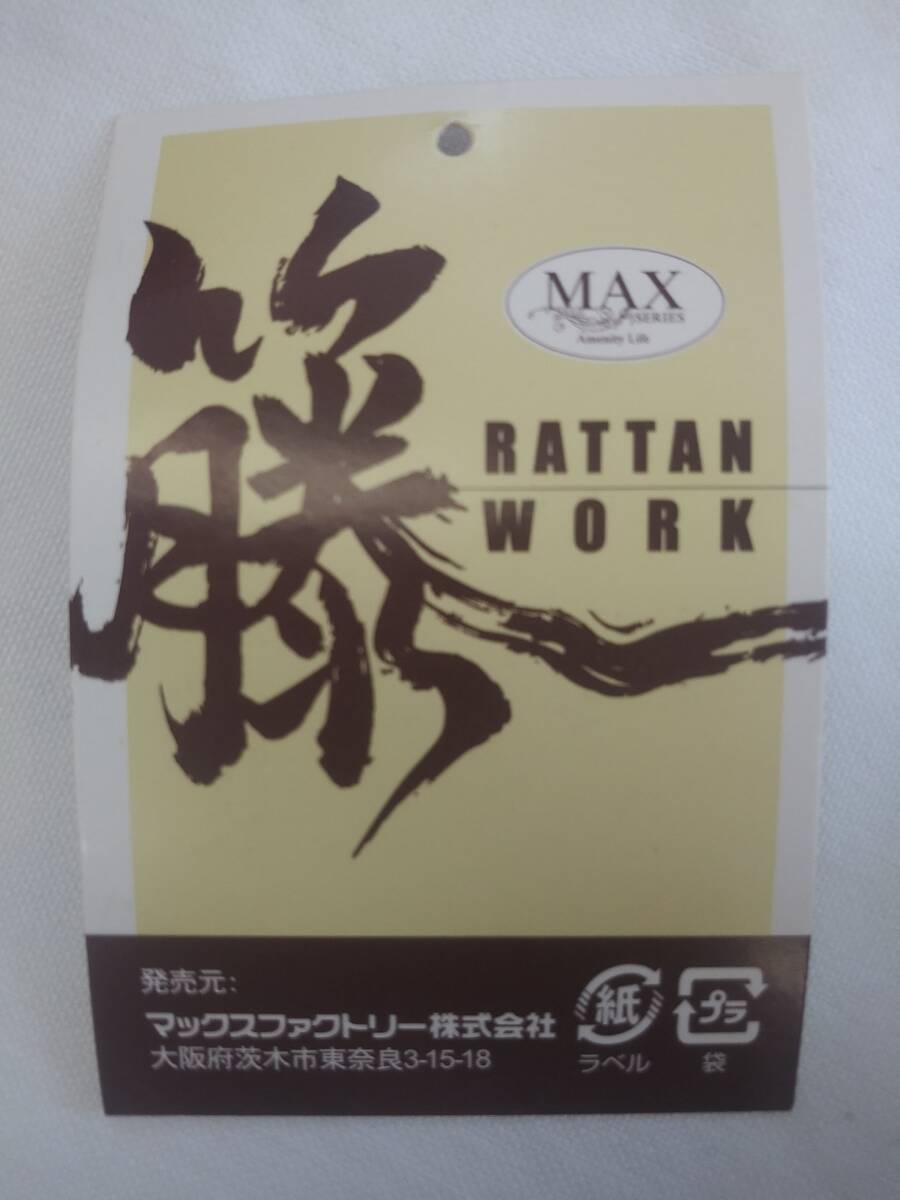 籐
MAX
SERIES
Amenity Life
RATTAN
WORK
発売元:
マックスファクトリー株式会社
大阪府茨木市東奈良3-15-18
紙
ラベル
プラ
袋